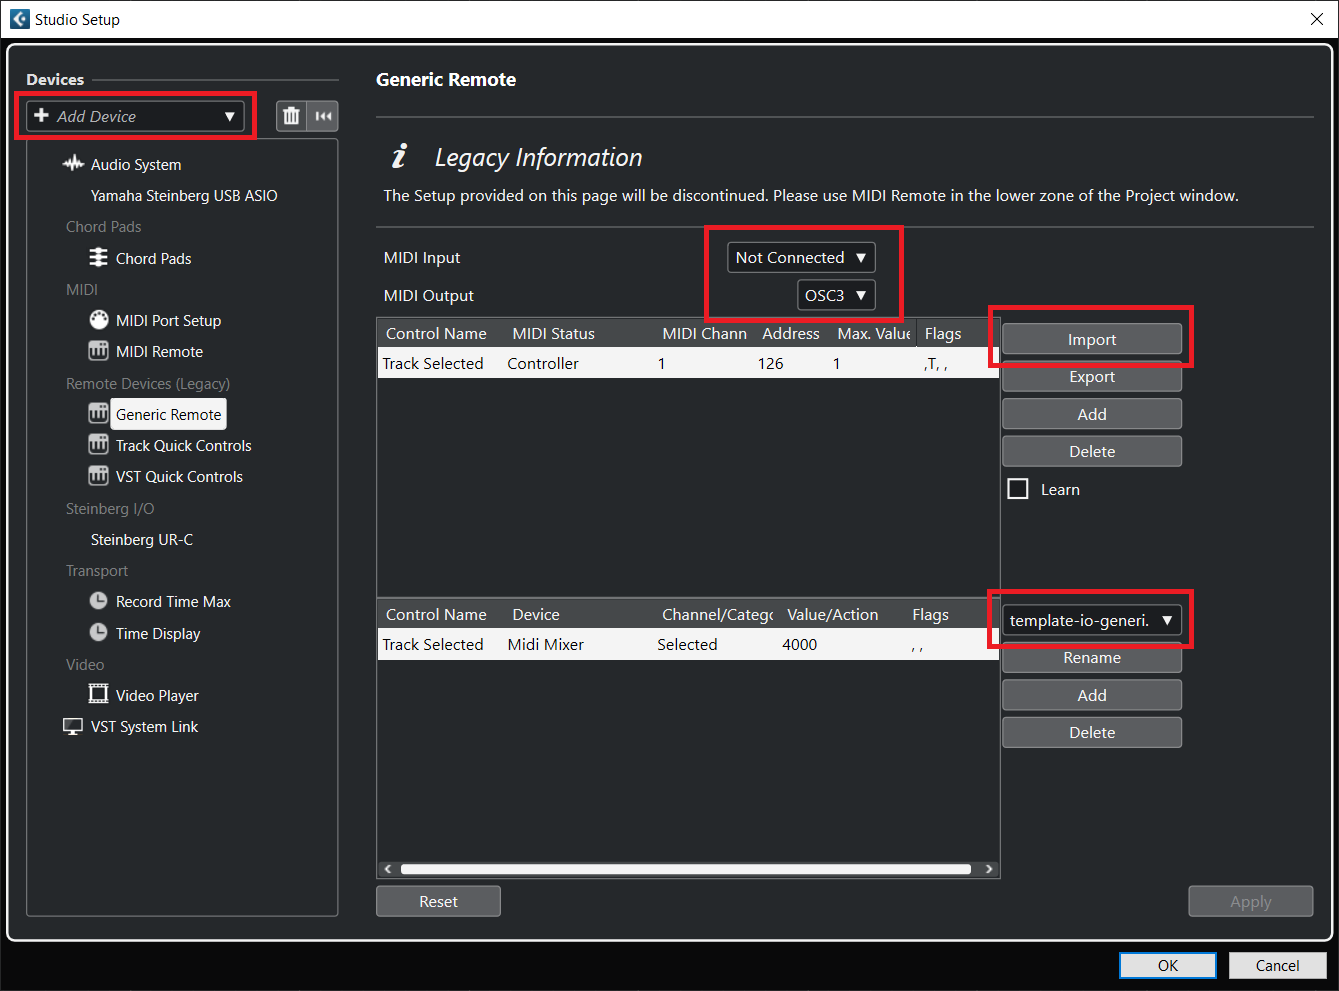 Studio Setup
Devices
Add Device
Audio System
Yamaha Steinberg USB ASIO
Chord Pads
Chord Pads
MIDI
MIDI Port Setup
MIDI Remote
Remote Devices (Legacy)
Generic Remote
Track Quick Controls
VST Quick Controls
Steinberg I/O
Steinberg UR-C
Transport
Record Time Max
Time Display
Video
Video Player
VST System Link
Generic Remote
i Legacy Information
The Setup provided on this page will be discontinued. Please use MIDI Remote in the lower zone of the Project window.
MIDI Input Not Connected
MIDI Output OSC3
Control Name MIDI Status MIDI Chann Address Max. Value Flags
Track Selected Controller 1 126 1 ,T, ,
Import
Export
Add
Delete
Learn
Control Name Device Channel/Catego Value/Action Flags
Track Selected Midi Mixer Selected 4000 , ,
template-io-generi.
Rename
Add
Delete
Reset
Apply
OK
Cancel